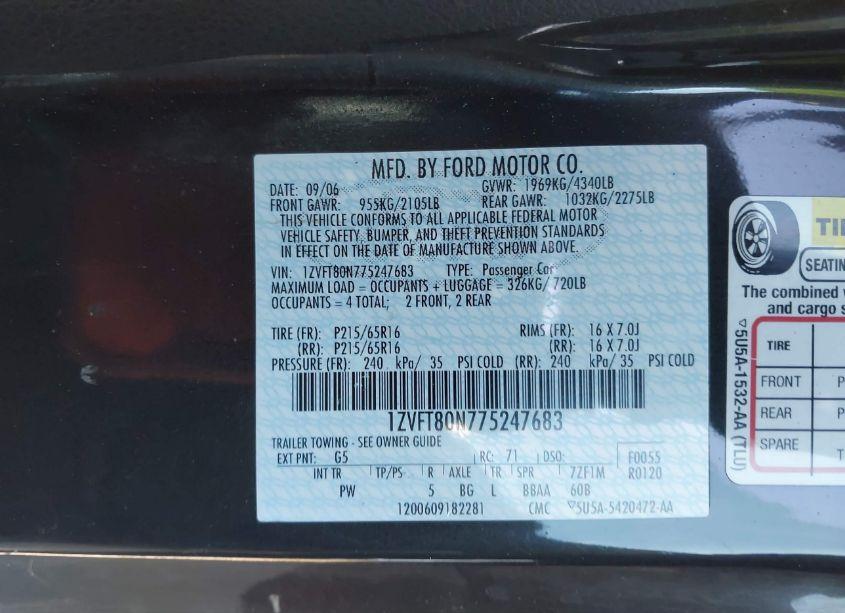 MFD. BY FORD MOTOR CO.
DATE: 09/06 GVWR: 1969KG/4340LB
FRONT GAWR: 955KG/2105LB REAR GAWR: 1032KG/2275LB
THIS VEHICLE CONFORMS TO ALL APPLICABLE FEDERAL MOTOR
VEHICLE SAFETY, BUMPER, AND THEFT PREVENTION STANDARDS
IN EFFECT ON THE DATE OF MANUFACTURE SHOWN ABOVE.
VIN: 1ZVFT80N775247683 TYPE: Passenger Car
MAXIMUM LOAD = OCCUPANTS + LUGGAGE = 326KG/ 720LB
OCCUPANTS = 4 TOTAL; 2 FRONT, 2 REAR
TIRE (FR): P215/65R16 RIMS (FR): 16 X 7.0J
(RR): P215/65R16 (RR): 16 X 7.0J
PRESSURE (FR): 240 kPa/ 35 PSI COLD (RR): 240 kPa/ 35 PSI COLD
1ZVFT80N775247683
TRAILER TOWING - SEE OWNER GUIDE
EXT PNT: G5 RC: 71 DSO: F0055
INT TR TP/PS R AXLE TR SPR 7ZF1M R0120
PW 5 BG L BBAA 60B
1200609182281 CMC ▽5U5A-5420472-AA
TI
SEATIN
The combined
and cargo s
TIRE
FRONT P
REAR P
SPARE T
▽5U5A-1532-AA (TLU)